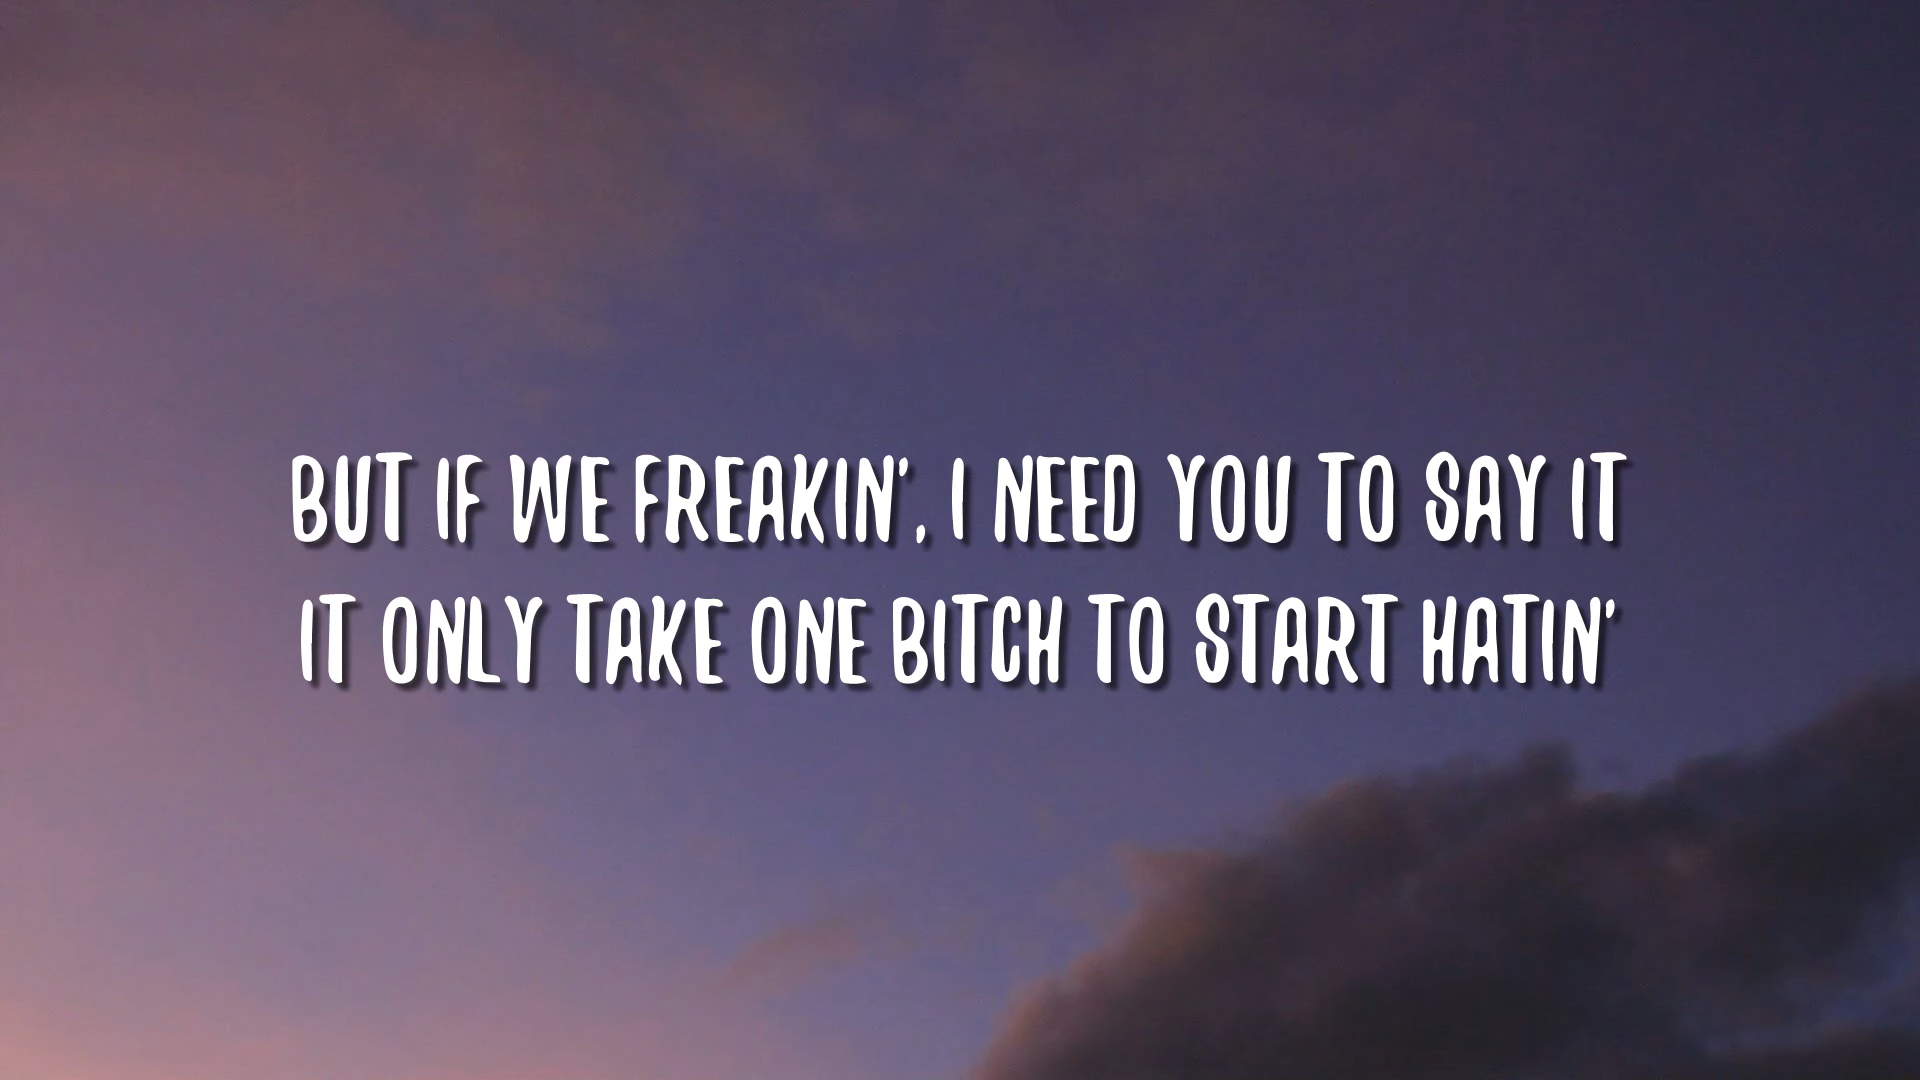 BUT IF WE FREAKIN', I NEED YOU TO SAY IT
IT ONLY TAKE ONE BITCH TO START HATIN'